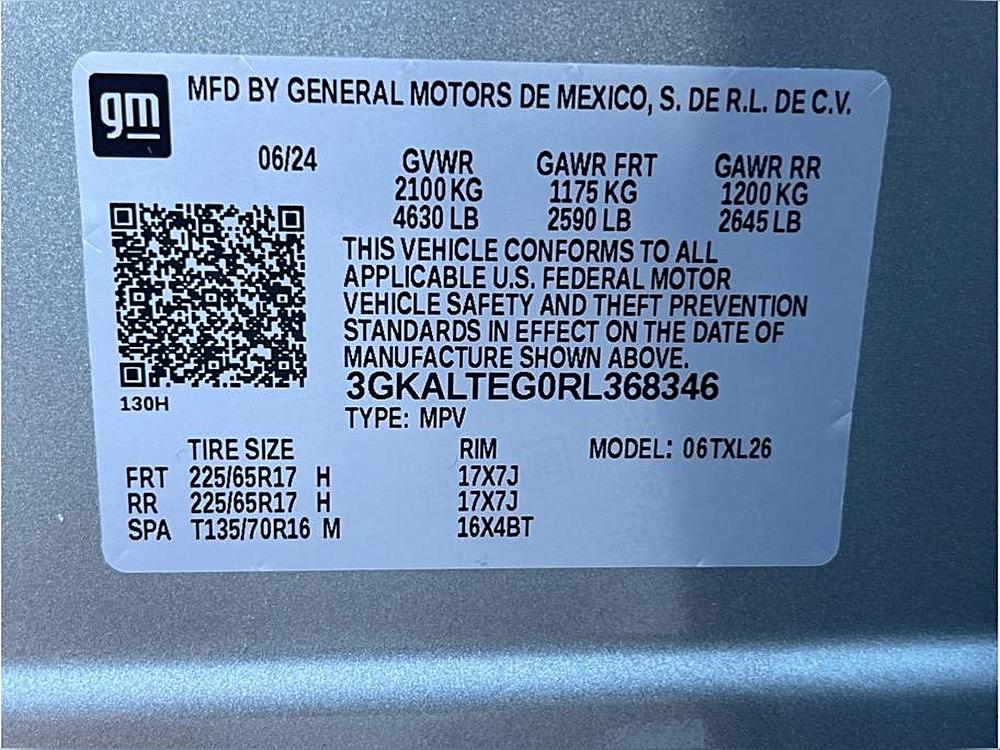 gm
MFD BY GENERAL MOTORS DE MEXICO, S. DE R.L. DE C.V.
06/24 GVWR GAWR FRT GAWR RR
2100 KG 1175 KG 1200 KG
4630 LB 2590 LB 2645 LB
THIS VEHICLE CONFORMS TO ALL
APPLICABLE U.S. FEDERAL MOTOR
VEHICLE SAFETY AND THEFT PREVENTION
STANDARDS IN EFFECT ON THE DATE OF
MANUFACTURE SHOWN ABOVE.
3GKALTEG0RL368346
130H
TYPE: MPV
TIRE SIZE RIM MODEL: 06TXL26
FRT 225/65R17 H 17X7J
RR 225/65R17 H 17X7J
SPA T135/70R16 M 16X4BT